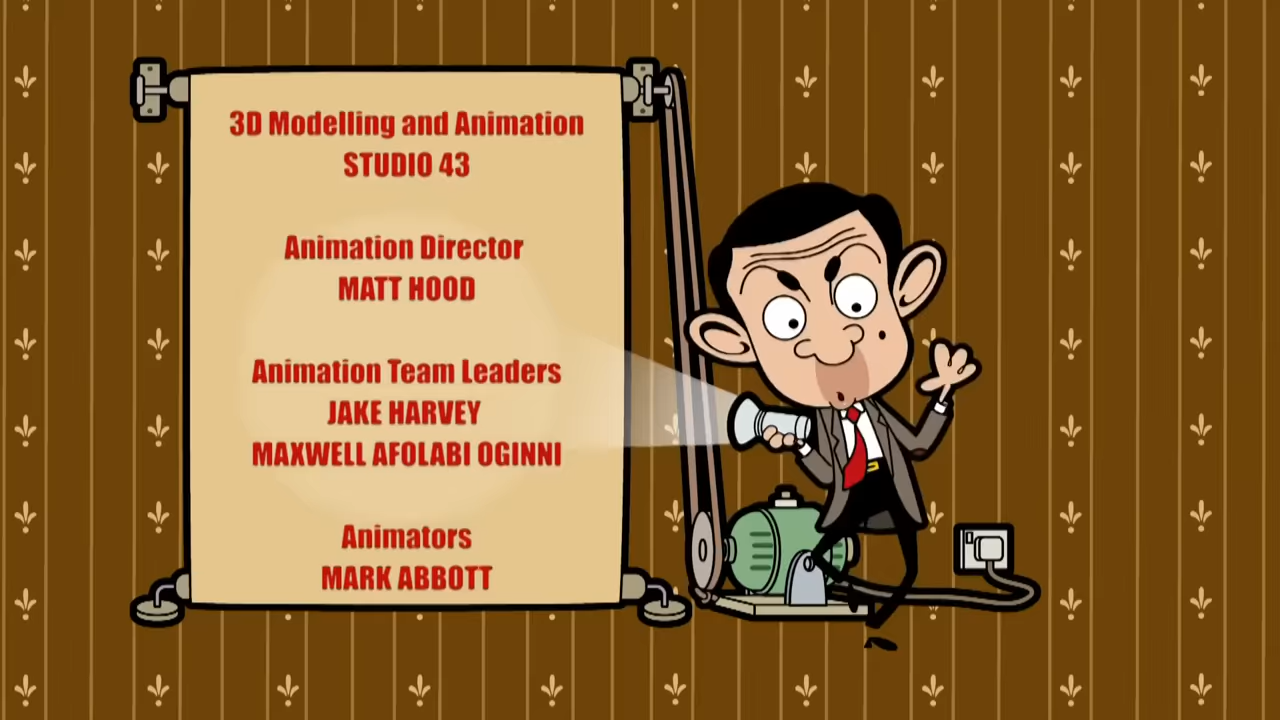 3D Modelling and Animation
STUDIO 43
Animation Director
MATT HOOD
Animation Team Leaders
JAKE HARVEY
MAXWELL AFOLABI OGINNI
Animators
MARK ABBOTT